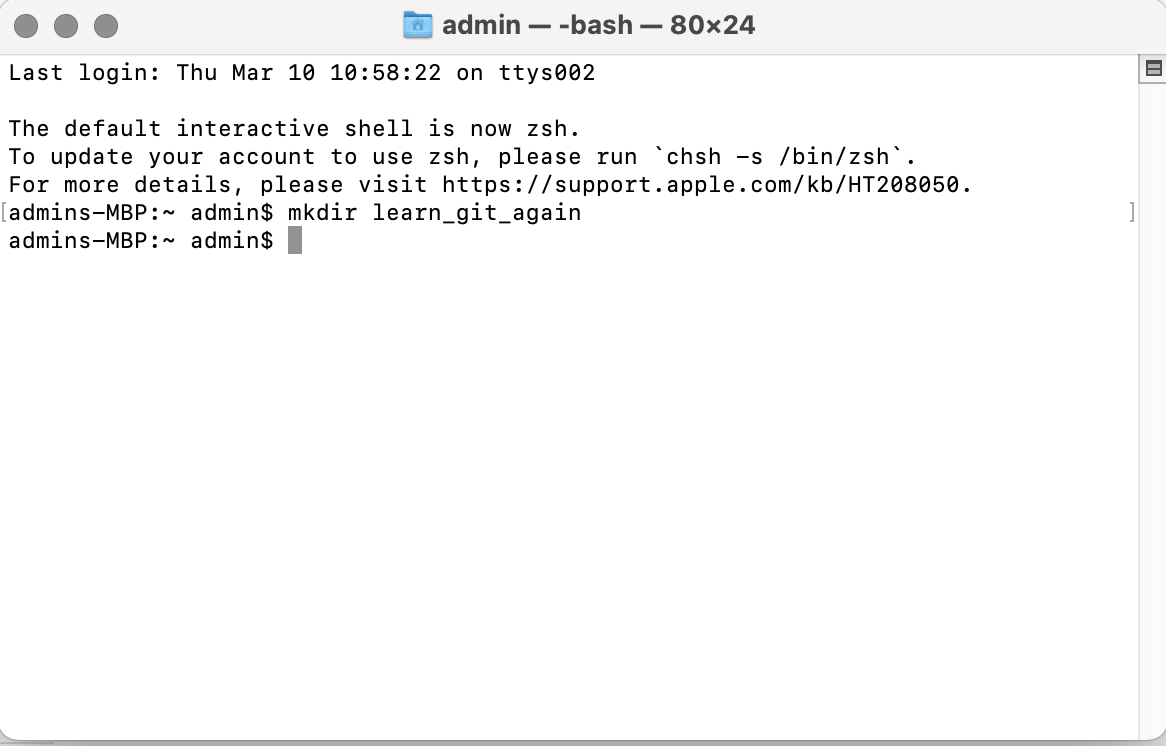 admin — -bash — 80×24
Last login: Thu Mar 10 10:58:22 on ttys002
The default interactive shell is now zsh.
To update your account to use zsh, please run `chsh -s /bin/zsh`.
For more details, please visit https://support.apple.com/kb/HT208050.
[admins-MBP:~ admin$ mkdir learn_git_again ]
admins-MBP:~ admin$